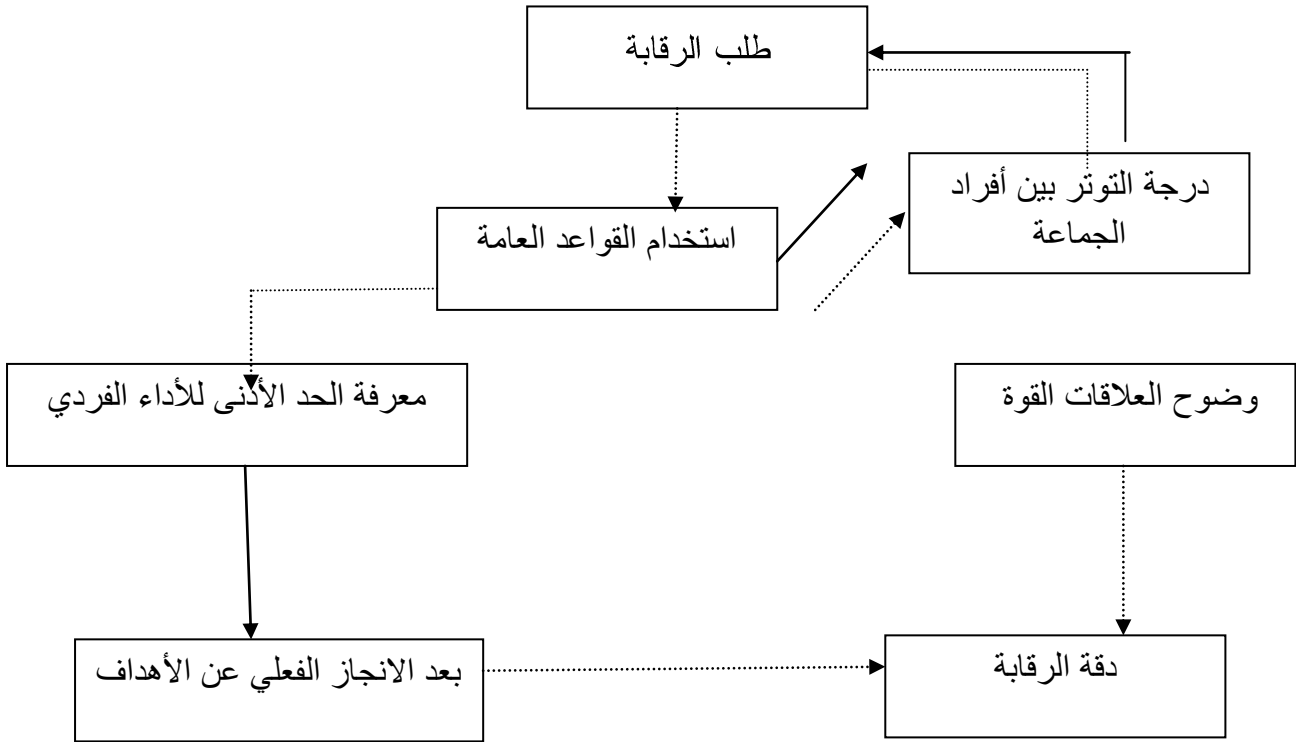 طلب الرقابة
درجة التوتر بين أفراد
الجماعة
استخدام القواعد العامة
وضوح العلاقات القوة
معرفة الحد الأدنى للأداء الفردي
دقة الرقابة
بعد الانجاز الفعلي عن الأهداف